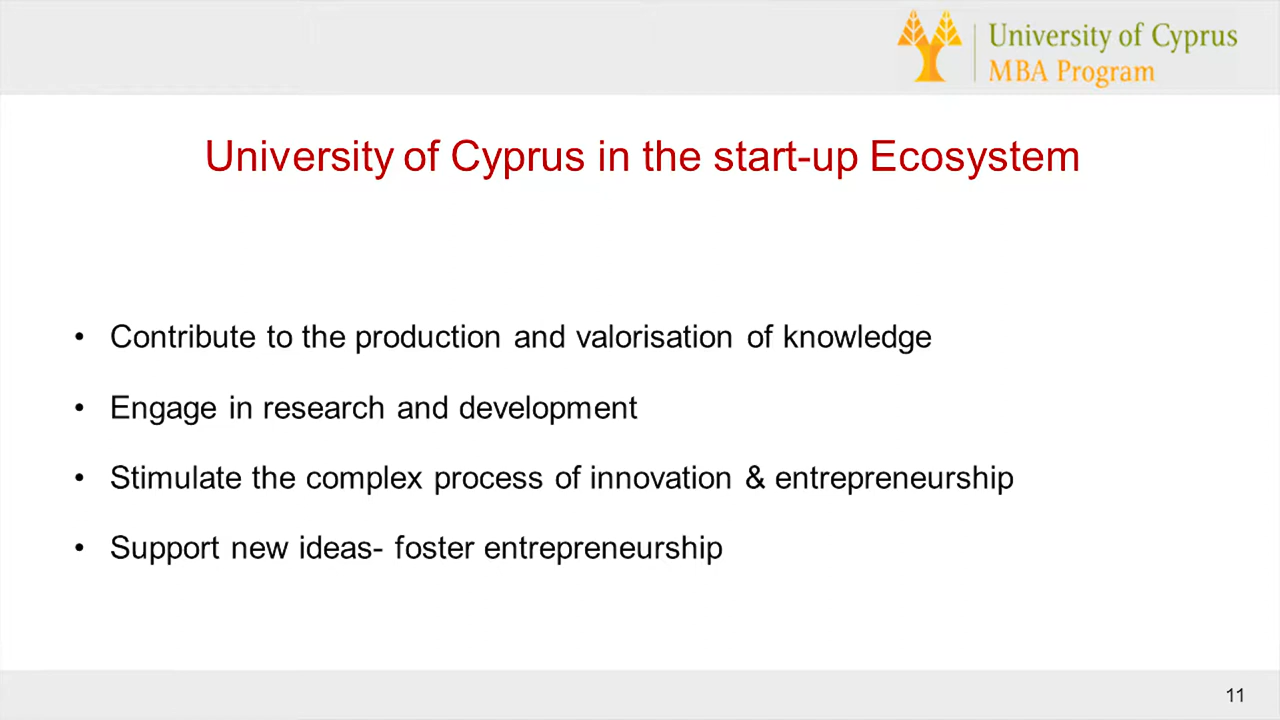 University of Cyprus
MBA Program
University of Cyprus in the start-up Ecosystem
• Contribute to the production and valorisation of knowledge
• Engage in research and development
• Stimulate the complex process of innovation & entrepreneurship
• Support new ideas- foster entrepreneurship
11